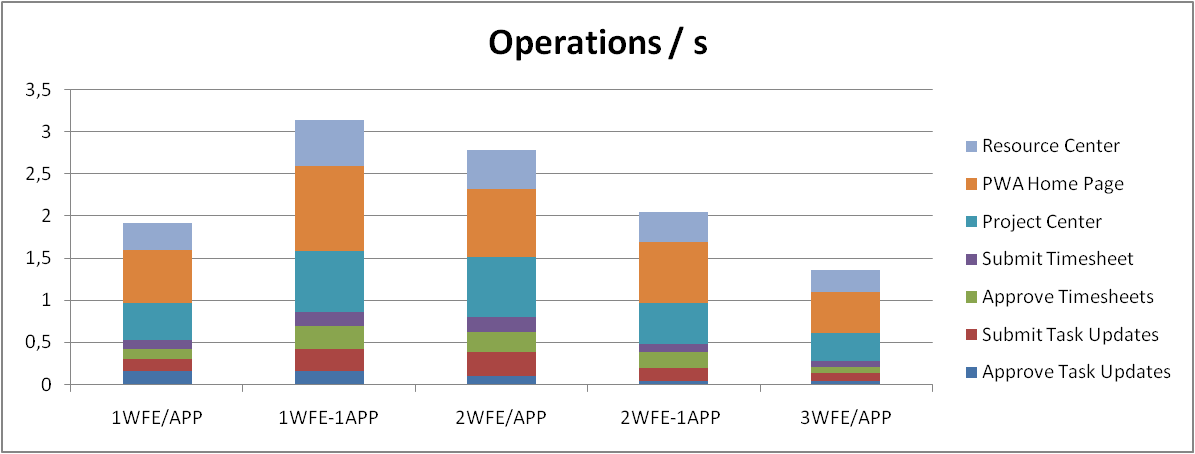 Operations / s
3,5
3
2,5
2
1,5
1
0,5
0
1WFE/APP 1WFE-1APP 2WFE/APP 2WFE-1APP 3WFE/APP
Resource Center
PWA Home Page
Project Center
Submit Timesheet
Approve Timesheets
Submit Task Updates
Approve Task Updates